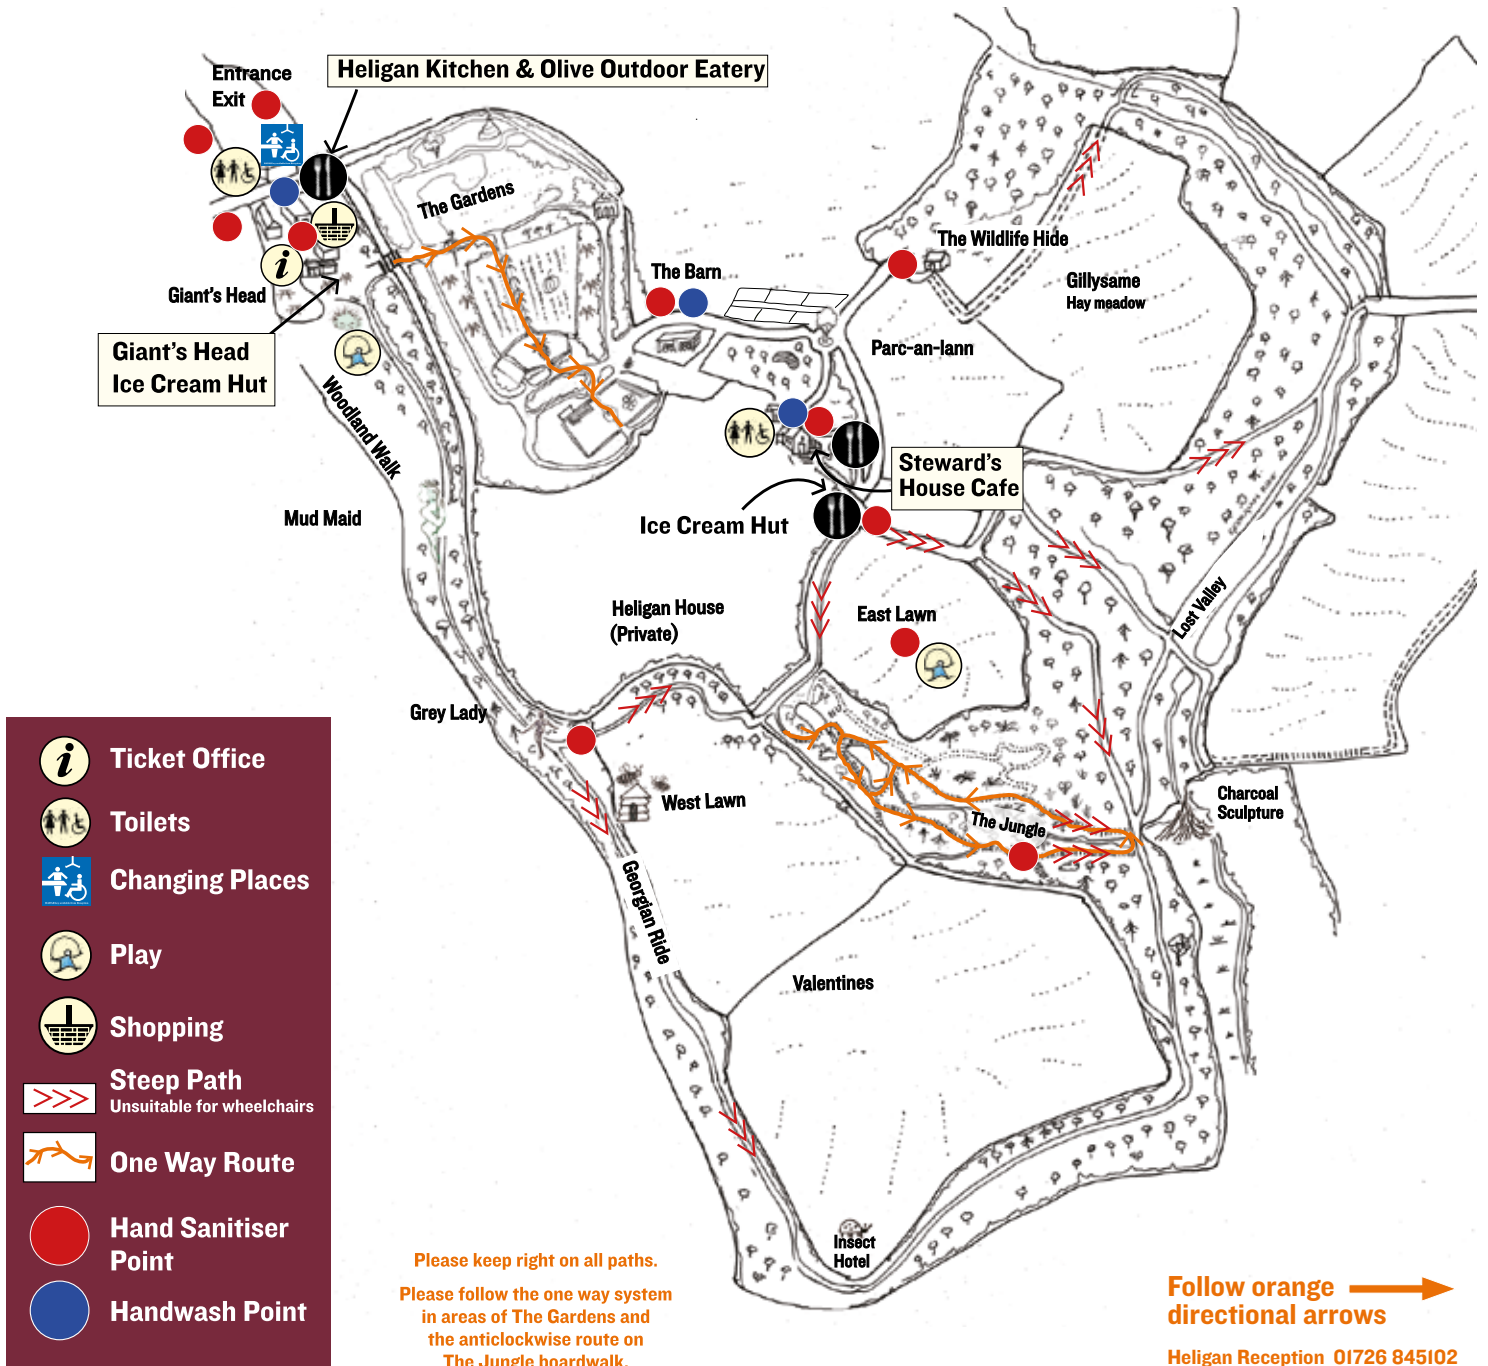 Heligan Kitchen & Olive Outdoor Eatery
Entrance
Exit
The Gardens
The Wildlife Hide
The Barn
Gillysame
Hay meadow
Giant's Head
Giant's Head
Ice Cream Hut
Parc-an-lann
Woodland Walk
Steward's
House Cafe
Mud Maid
Ice Cream Hut
Lost Valley
Heligan House
(Private)
East Lawn
Grey Lady
West Lawn
Charcoal
Sculpture
The Jungle
Georgian Ride
Valentines
Insect
Hotel
i
i
Ticket Office
Toilets
Changing Places
Play
Shopping
Steep Path
Unsuitable for wheelchairs
One Way Route
Hand Sanitiser
Point
Handwash Point
Please keep right on all paths.
Please follow the one way system
in areas of The Gardens and
the anticlockwise route on
The Jungle boardwalk.
Follow orange
directional arrows
Heligan Reception 01726 845102